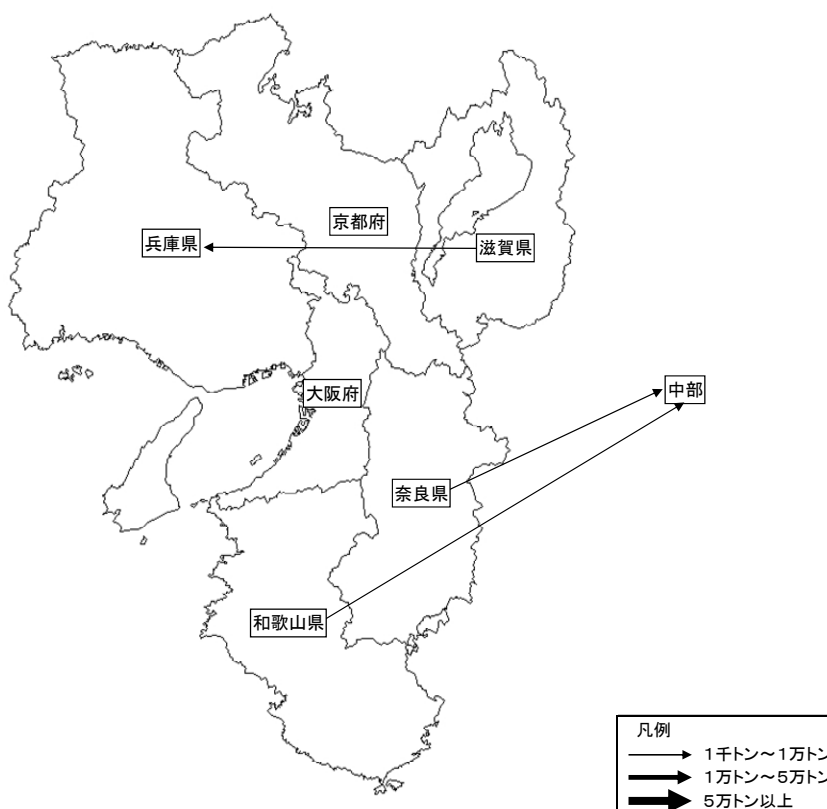 京都府
兵庫県
滋賀県
大阪府
中部
奈良県
和歌山県
凡例
1千トン～1万トン
1万トン～5万トン
5万トン以上